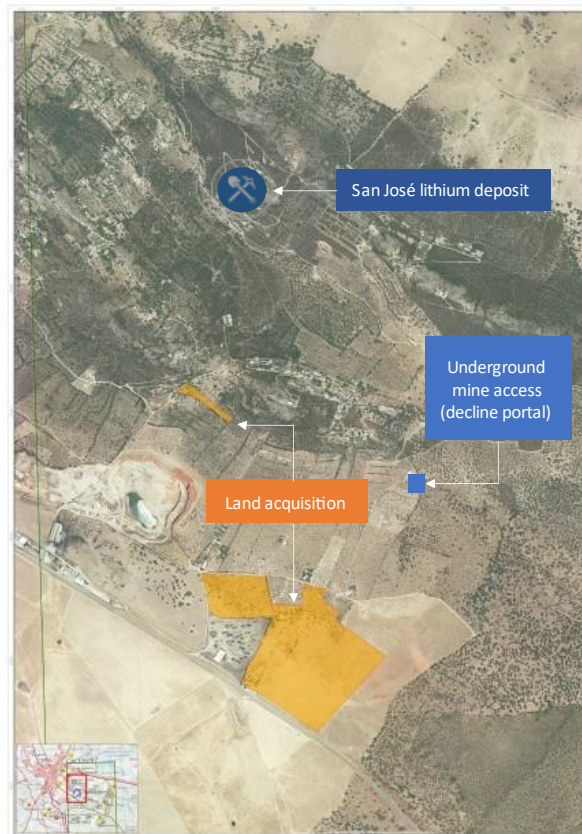 San José lithium deposit
Underground
mine access
(decline portal)
Land acquisition